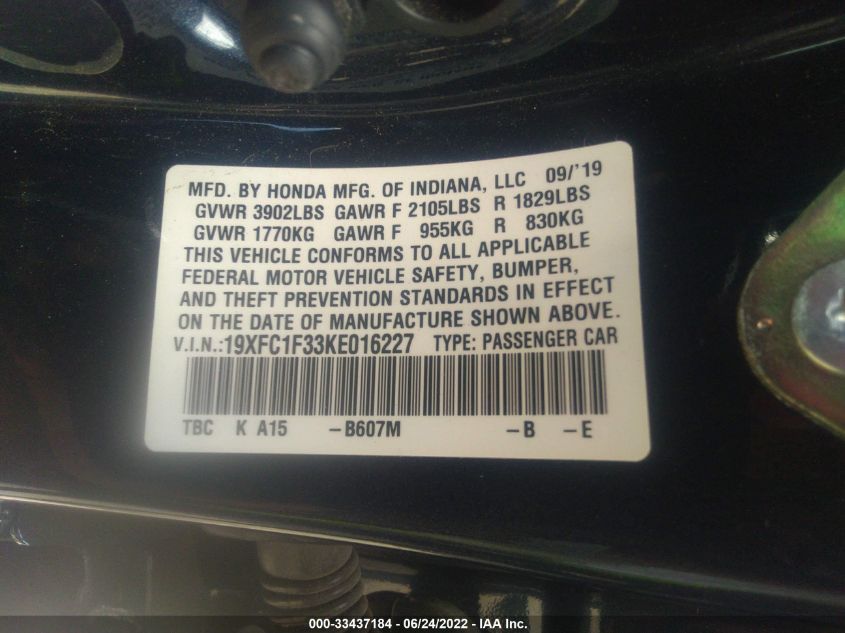 MFD. BY HONDA MFG. OF INDIANA, LLC 09/'19
GVWR 3902LBS GAWR F 2105LBS R 1829LBS
GVWR 1770KG GAWR F 955KG R 830KG
THIS VEHICLE CONFORMS TO ALL APPLICABLE
FEDERAL MOTOR VEHICLE SAFETY, BUMPER,
AND THEFT PREVENTION STANDARDS IN EFFECT
ON THE DATE OF MANUFACTURE SHOWN ABOVE.
V.I.N.:19XFC1F33KE016227 TYPE: PASSENGER CAR
TBC K A15 -B607M -B -E
000-33437184 - 06/24/2022 - IAA Inc.